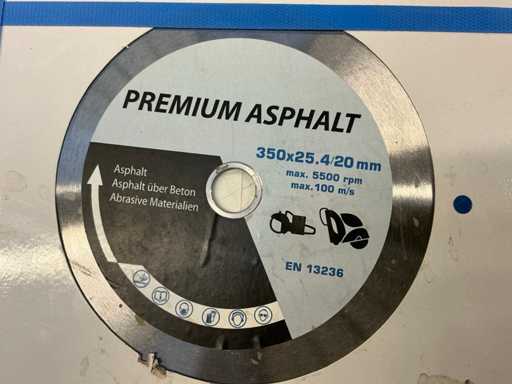 PREMIUM ASPHALT
350x25.4/20 mm
max. 5500 rpm
max. 100 m/s
Asphalt
Asphalt über Beton
Abrasive Materialien
EN 13236